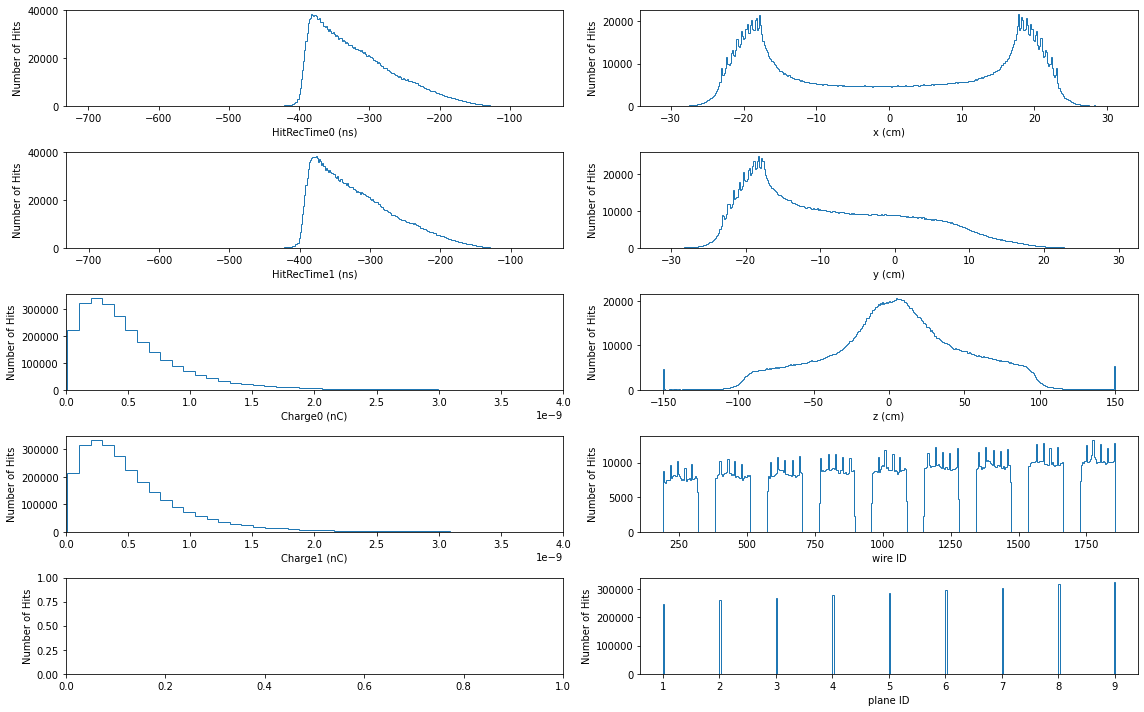 Number of Hits
40000
20000
0
−700 −600 −500 −400 −300 −200 −100
HitRecTime0 (ns)
Number of Hits
20000
10000
0
−30 −20 −10 0 10 20 30
x (cm)
Number of Hits
40000
20000
0
−700 −600 −500 −400 −300 −200 −100
HitRecTime1 (ns)
Number of Hits
20000
10000
0
−30 −20 −10 0 10 20 30
y (cm)
Number of Hits
300000
200000
100000
0
0.0 0.5 1.0 1.5 2.0 2.5 3.0 3.5 4.0
Charge0 (nC)
1e−9
Number of Hits
20000
10000
0
−150 −100 −50 0 50 100 150
z (cm)
Number of Hits
300000
200000
100000
0
0.0 0.5 1.0 1.5 2.0 2.5 3.0 3.5 4.0
Charge1 (nC)
1e−9
Number of Hits
10000
5000
0
250 500 750 1000 1250 1500 1750
wire ID
Number of Hits
1.00
0.75
0.50
0.25
0.00
0.0 0.2 0.4 0.6 0.8 1.0
Number of Hits
300000
200000
100000
0
1 2 3 4 5 6 7 8 9
plane ID